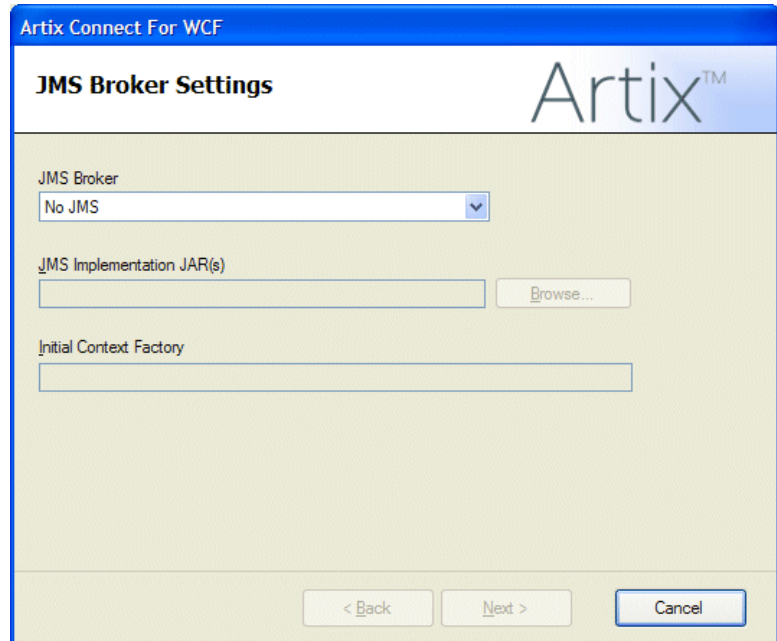 Artix Connect For WCF
JMS Broker Settings
Artix™
JMS Broker
No JMS
JMS Implementation JAR(s)
Browse...
Initial Context Factory
< Back
Next >
Cancel